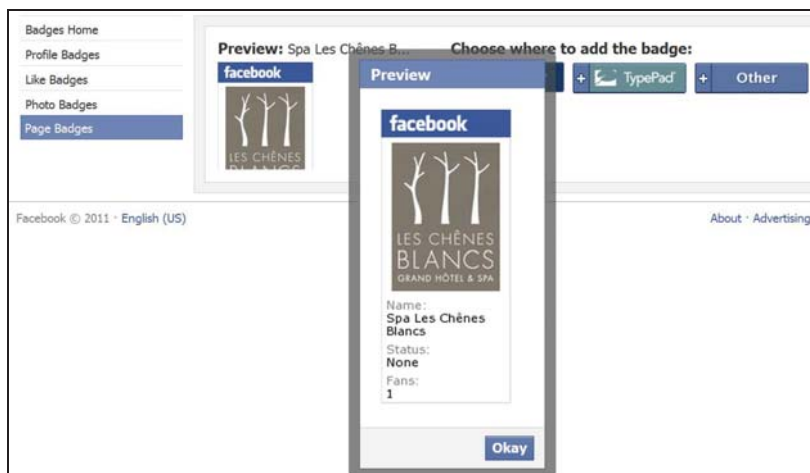 Badges Home
Profile Badges
Like Badges
Photo Badges
Page Badges
Preview: Spa Les Chênes B...
Choose where to add the badge:
facebook
LES CHÊNES
+ TypePad
+ Other
Preview
facebook
LES CHÊNES
BLANCS
GRAND HÔTEL & SPA
Name:
Spa Les Chênes
Blancs
Status:
None
Fans:
1
Okay
Facebook © 2011 · English (US)
About · Advertising